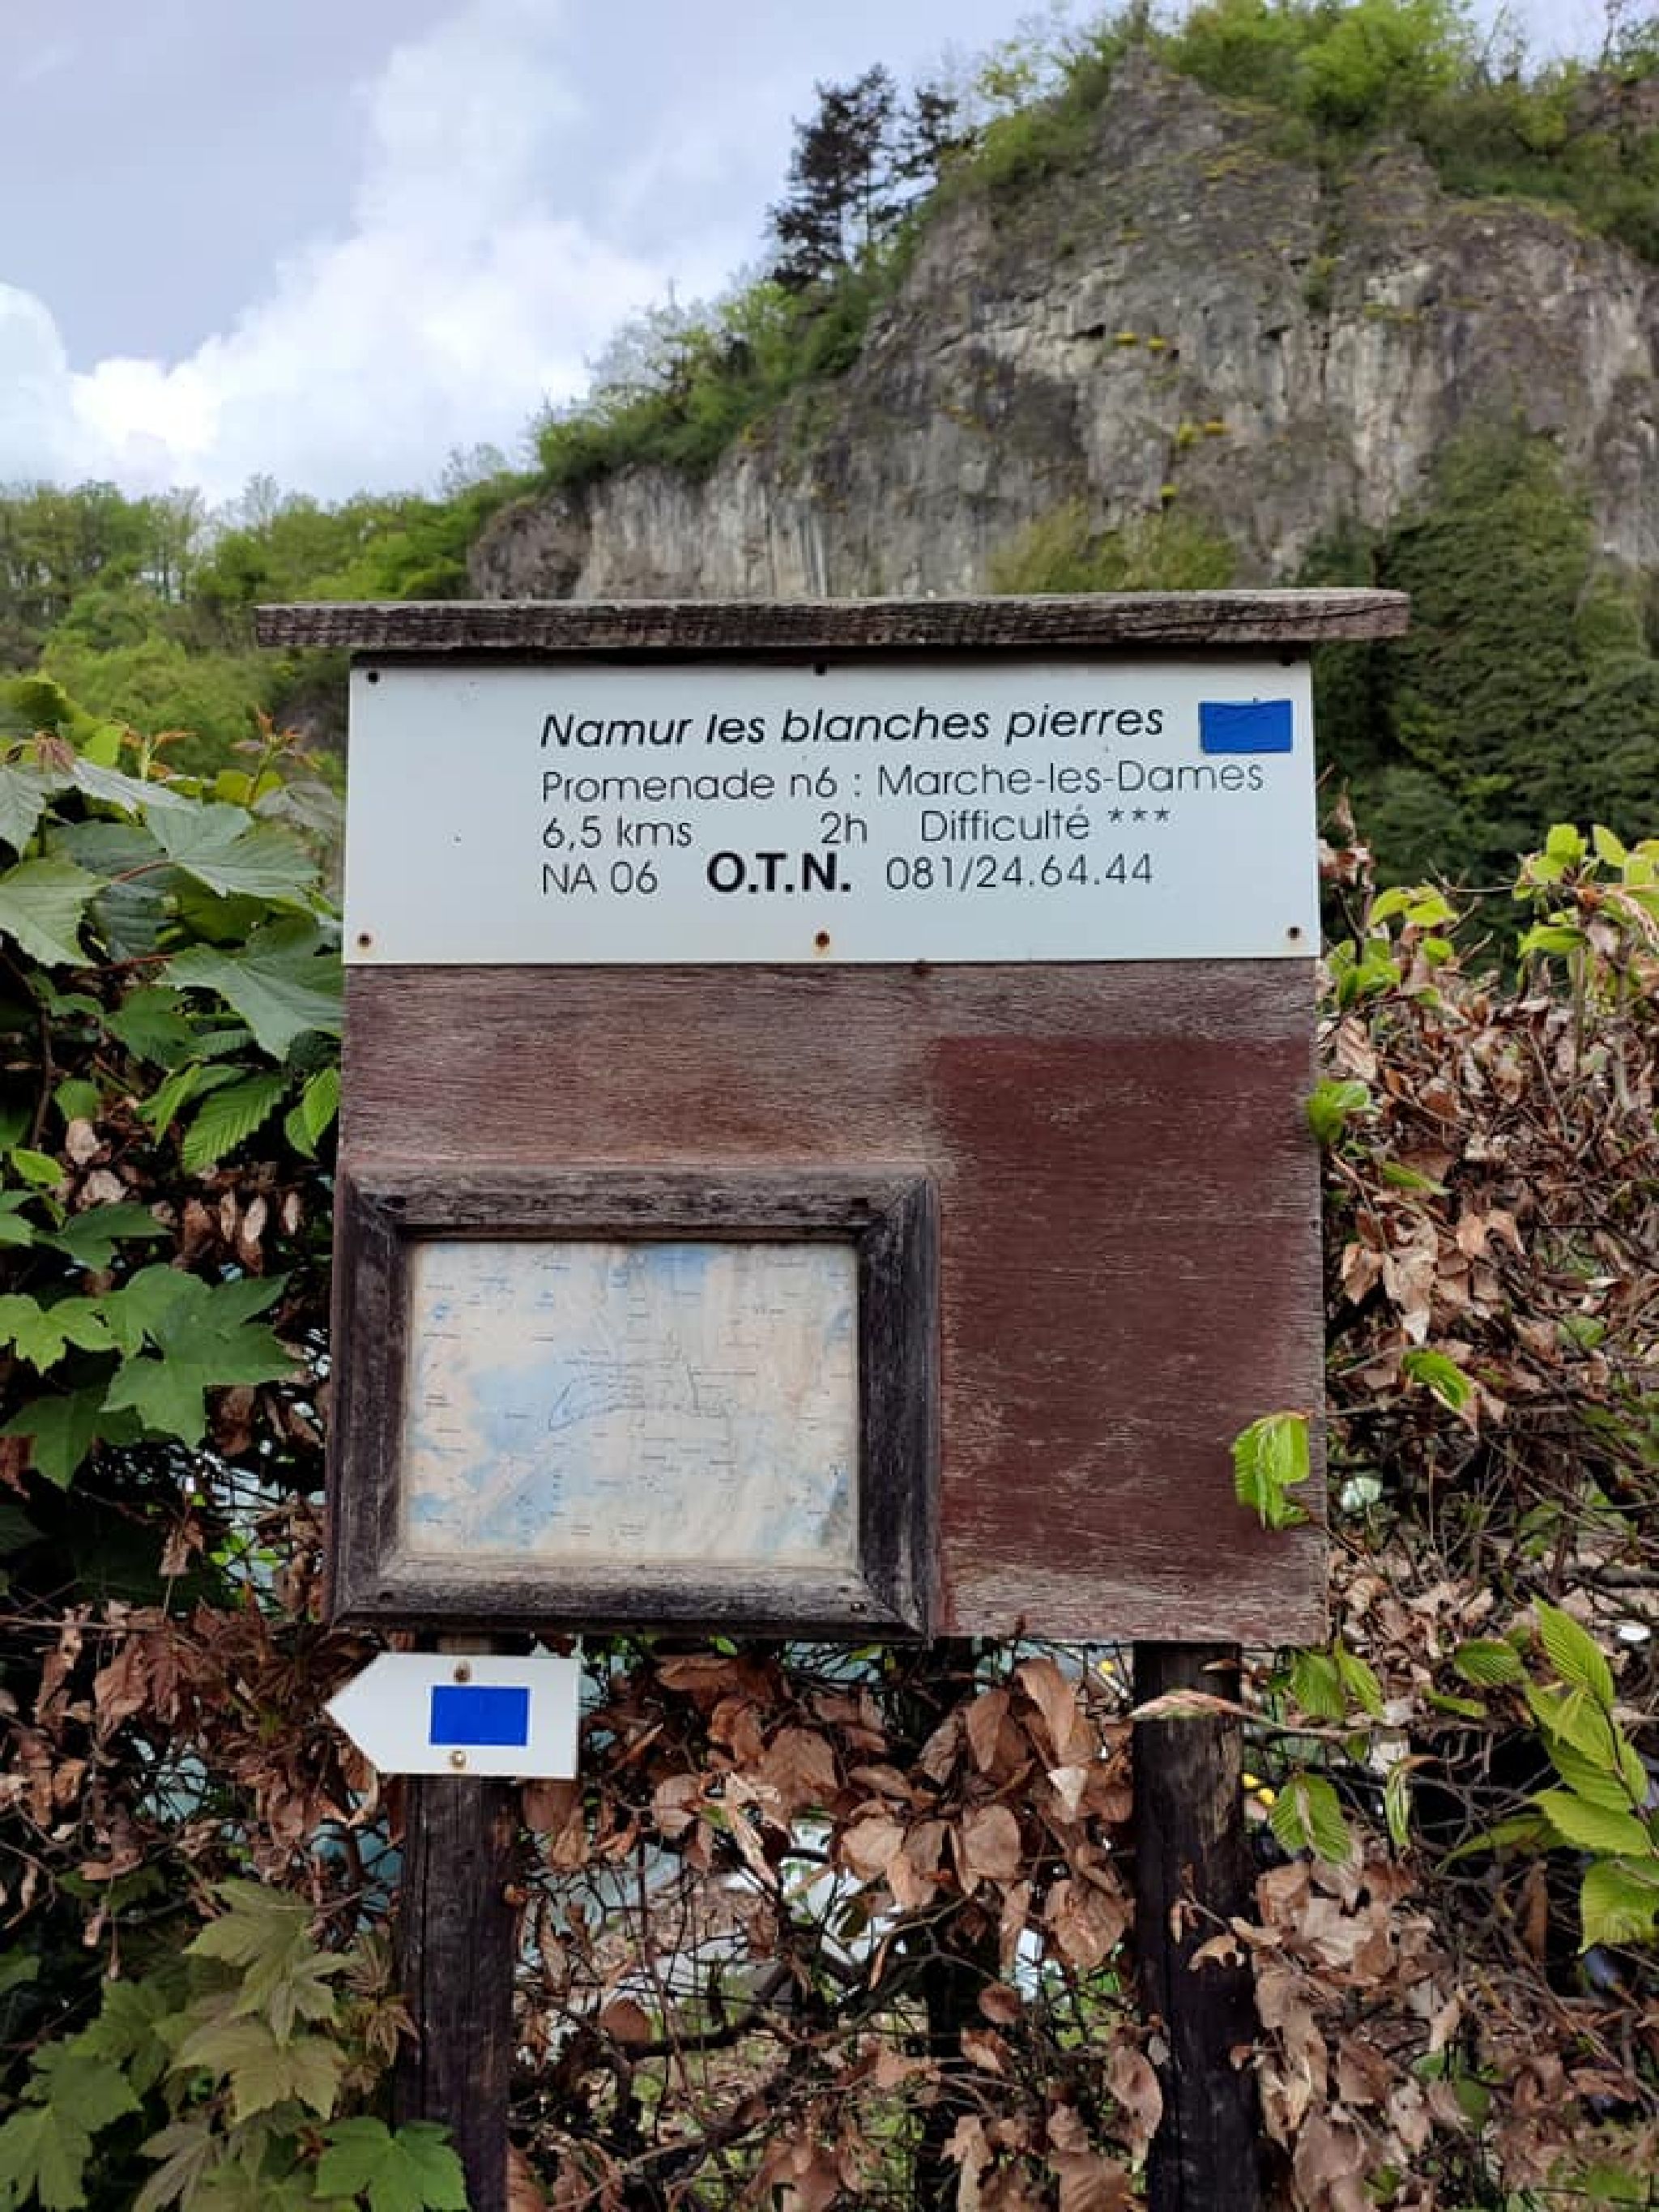 Namur les blanches pierres
Promenade n6 : Marche-les-Dames
6,5 kms 2h Difficulté ***
NA 06 O.T.N. 081/24.64.44